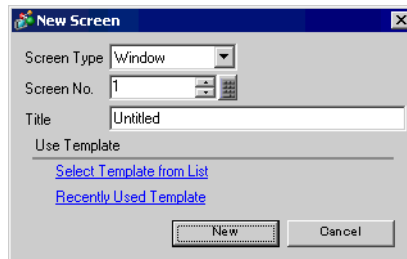 New Screen
Screen Type Window
Screen No. 1
Title Untitled
Use Template
Select Template from List
Recently Used Template
New Cancel